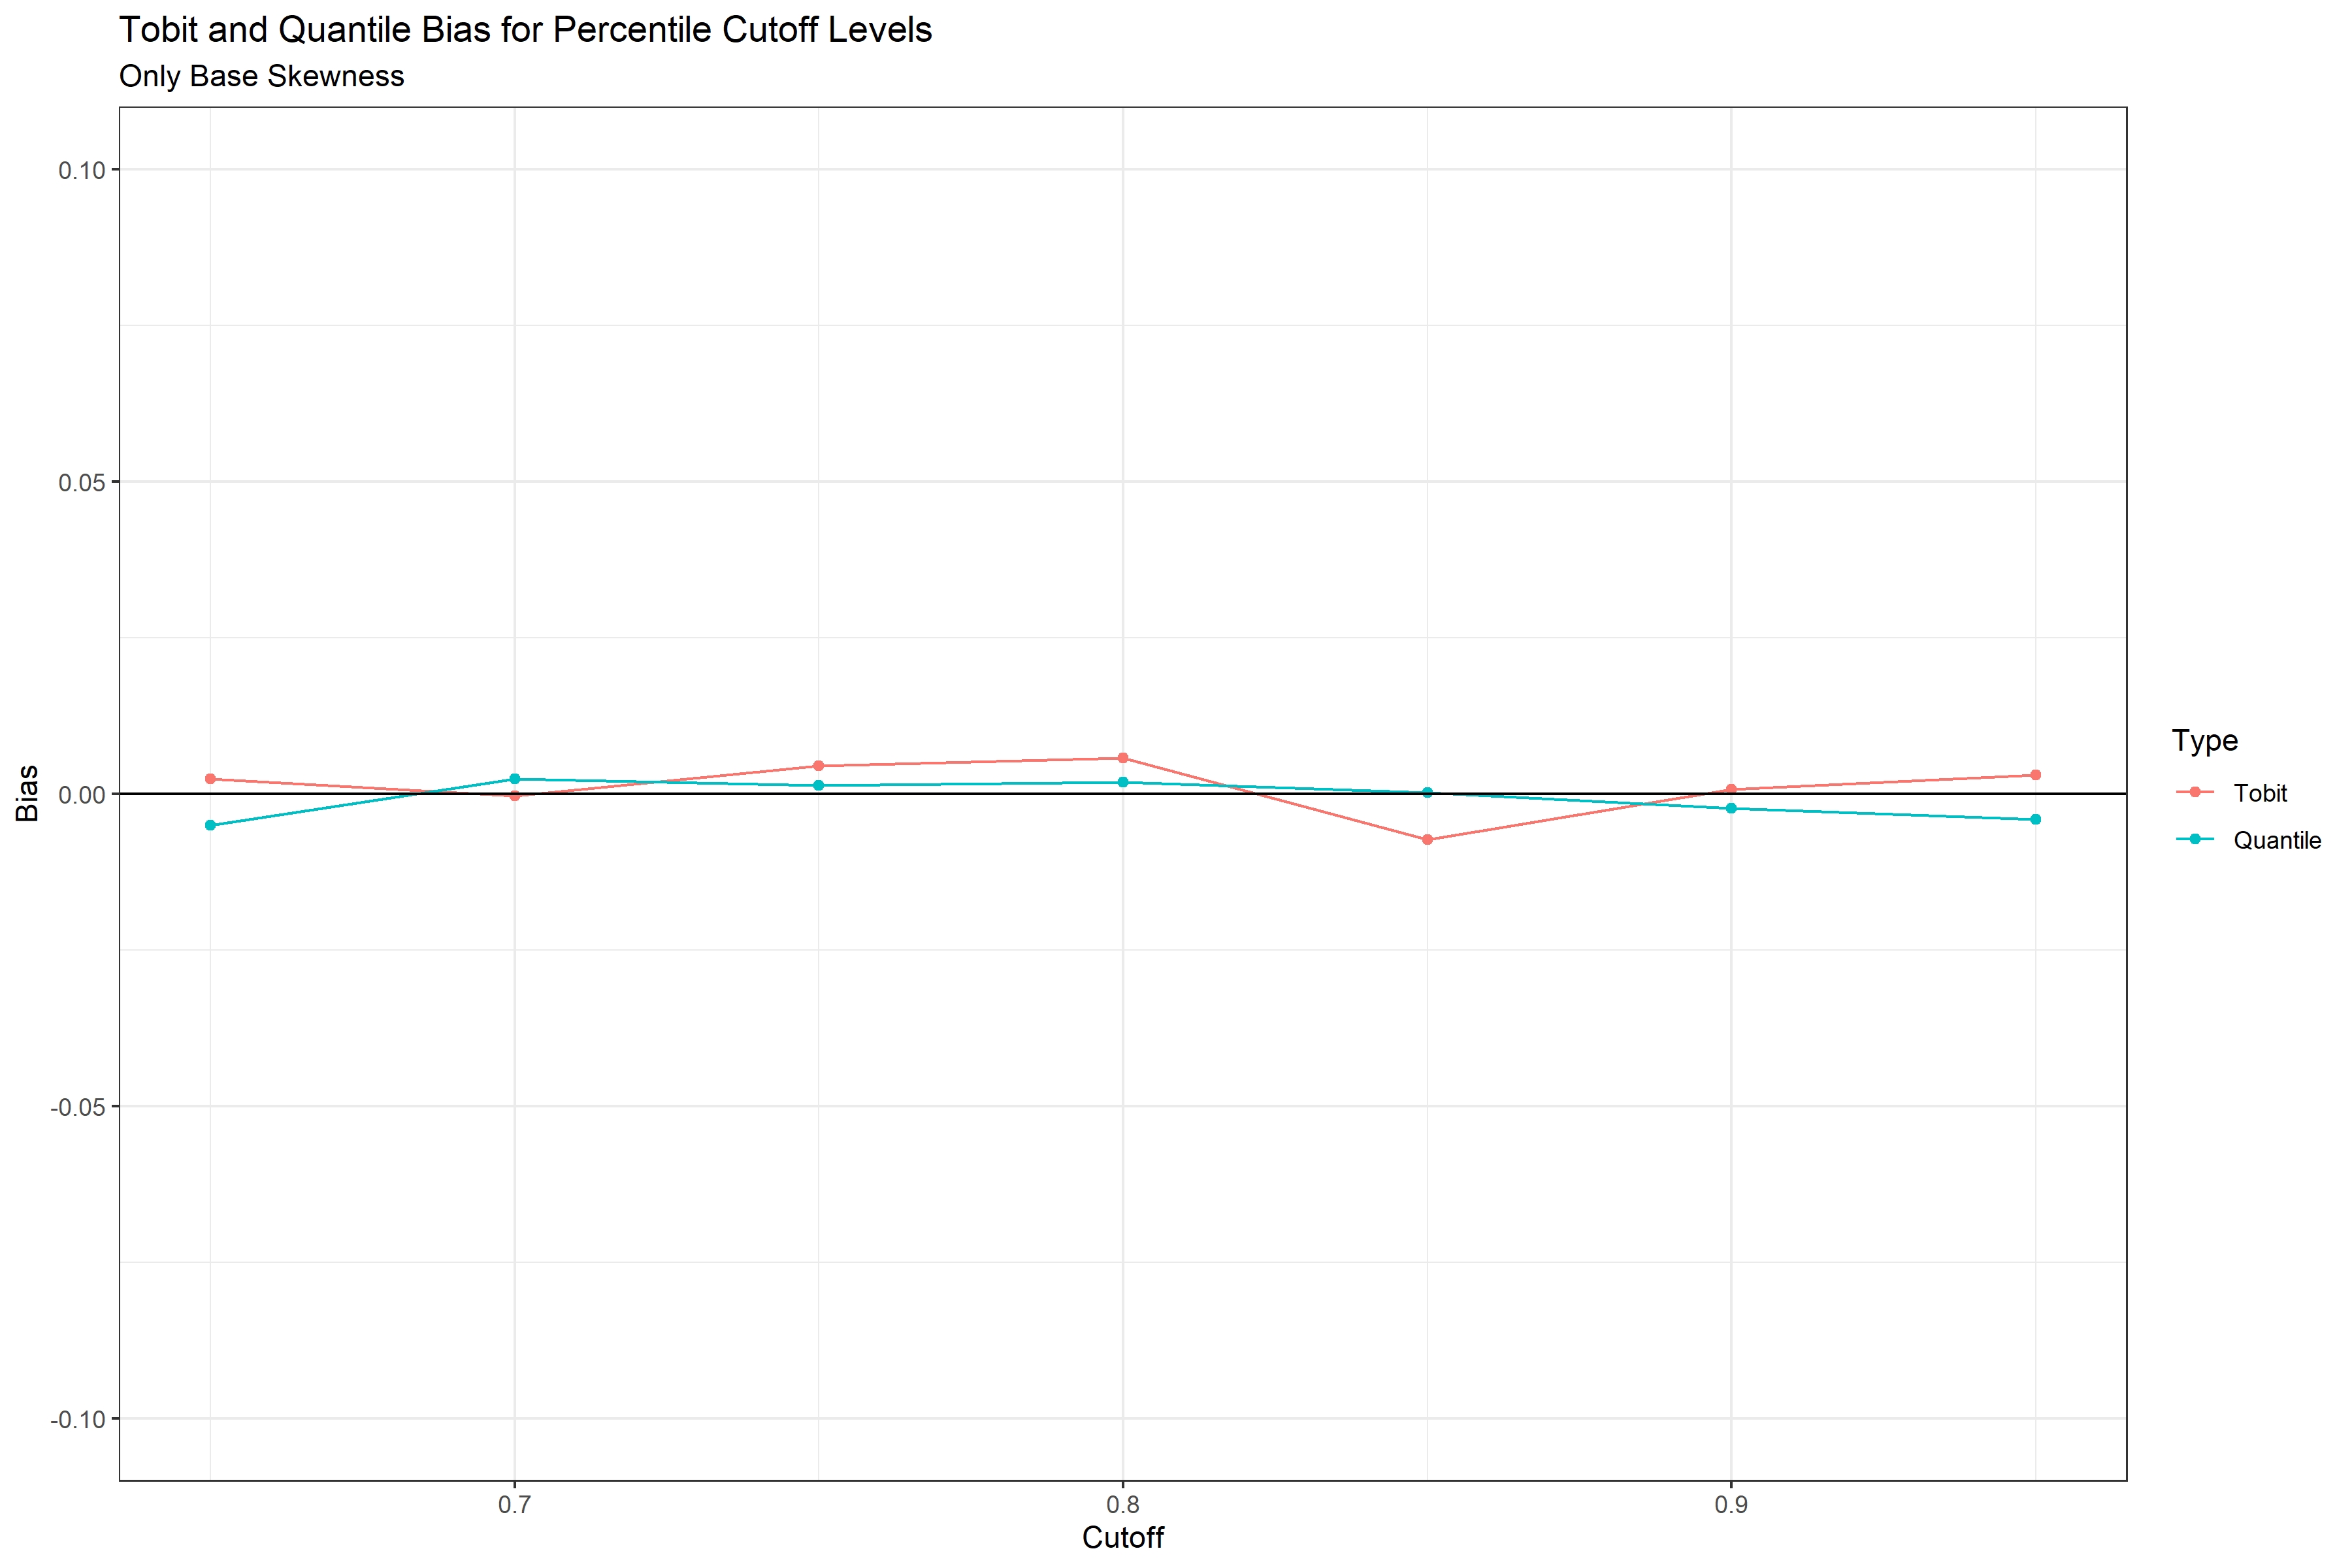 Tobit and Quantile Bias for Percentile Cutoff Levels
Only Base Skewness
0.10
0.05
0.00
-0.05
-0.10
Bias
0.7
0.8
0.9
Cutoff
Type
Tobit
Quantile